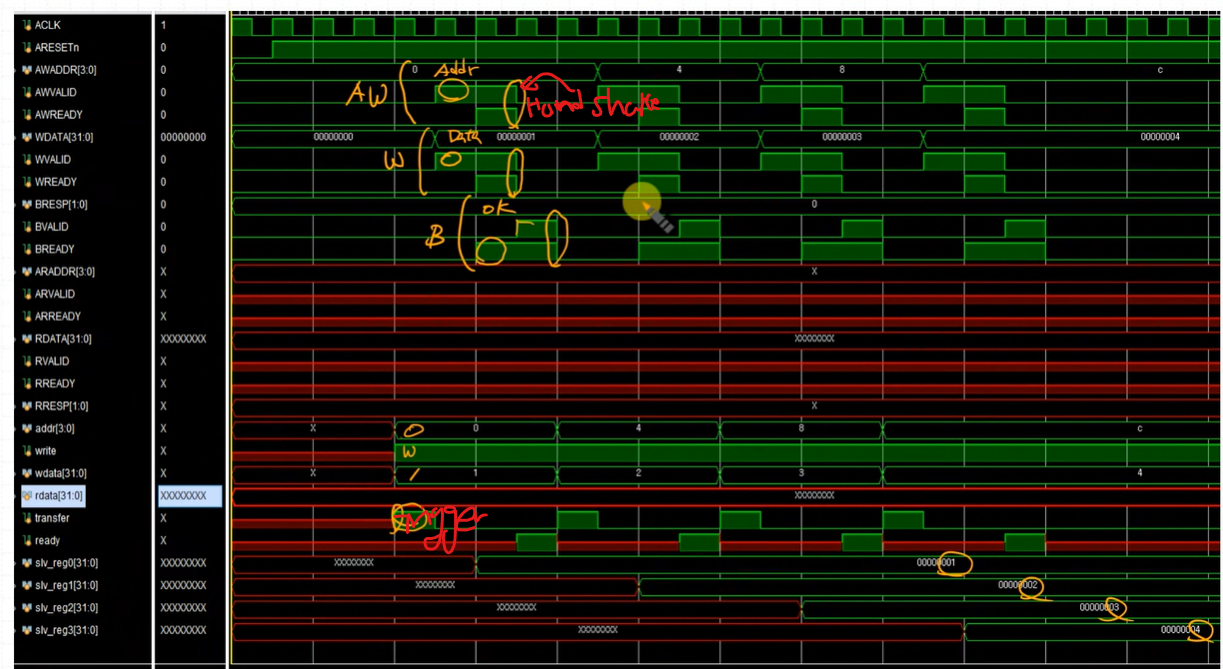 ACLK 1
ARESETn 0
AWADDR[3:0] 0 0 4 8 c
AWVALID 0
AWREADY 0
WDATA[31:0] 00000000 00000000 00000001 00000002 00000003 00000004
WVALID 0
WREADY 0
BRESP[1:0] 0 0
BVALID 0
BREADY 0
ARADDR[3:0] X X
ARVALID X
ARREADY X
RDATA[31:0] XXXXXXXX XXXXXXXX
RVALID X
RREADY X
RRESP[1:0] X X
addr[3:0] X X 0 4 8 c
write X
wdata[31:0] X X 1 2 3 4
rdata[31:0] XXXXXXXX XXXXXXXX
transfer X
ready X
slv_reg0[31:0] XXXXXXXX XXXXXXXX 00000001
slv_reg1[31:0] XXXXXXXX XXXXXXXX 00000002
slv_reg2[31:0] XXXXXXXX XXXXXXXX 00000003
slv_reg3[31:0] XXXXXXXX XXXXXXXX 00000004
Addr
AW
Hand Shake
Data
W
OK
B
0
W
1
trigger